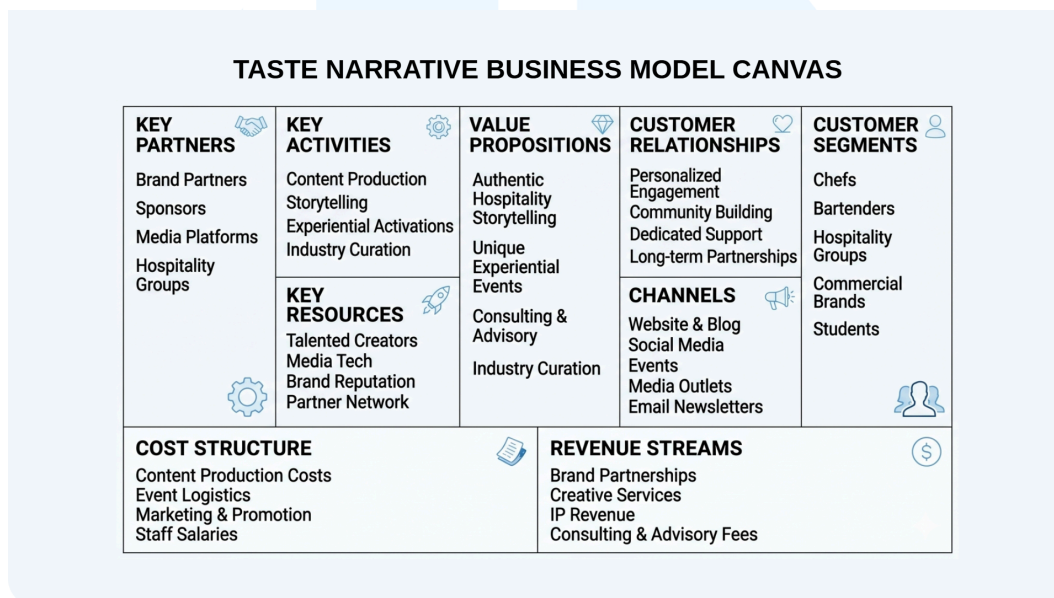 TASTE NARRATIVE BUSINESS MODEL CANVAS
KEY
PARTNERS
Brand Partners
Sponsors
Media Platforms
Hospitality
Groups
KEY
ACTIVITIES
Content Production
Storytelling
Experiential Activations
Industry Curation
KEY
RESOURCES
Talented Creators
Media Tech
Brand Reputation
Partner Network
VALUE
PROPOSITIONS
Authentic
Hospitality
Storytelling
Unique
Experiential
Events
Consulting &
Advisory
Industry Curation
CUSTOMER
RELATIONSHIPS
Personalized
Engagement
Community Building
Dedicated Support
Long-term Partnerships
CHANNELS
Website & Blog
Social Media
Events
Media Outlets
Email Newsletters
CUSTOMER
SEGMENTS
Chefs
Bartenders
Hospitality
Groups
Commercial
Brands
Students
COST STRUCTURE
Content Production Costs
Event Logistics
Marketing & Promotion
Staff Salaries
REVENUE STREAMS
$
Brand Partnerships
Creative Services
IP Revenue
Consulting & Advisory Fees